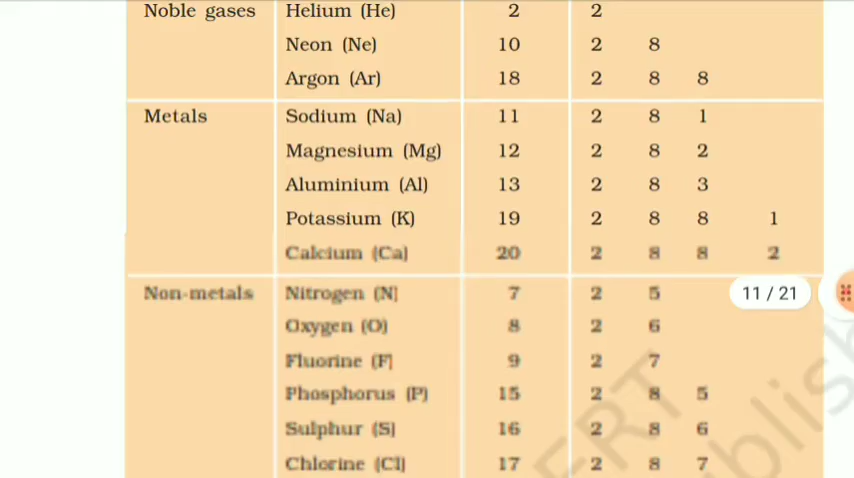 Noble gases Helium (He) 2 2
Neon (Ne) 10 2 8
Argon (Ar) 18 2 8 8
Metals Sodium (Na) 11 2 8 1
Magnesium (Mg) 12 2 8 2
Aluminium (Al) 13 2 8 3
Potassium (K) 19 2 8 8 1
Calcium (Ca) 20 2 8 8 2
Non-metals Nitrogen (N) 7 2 5
11 / 21
Oxygen (O) 8 2 6
Fluorine (F) 9 2 7
Phosphorus (P) 15 2 8 5
Sulphur (S) 16 2 8 6
Chlorine (Cl) 17 2 8 7